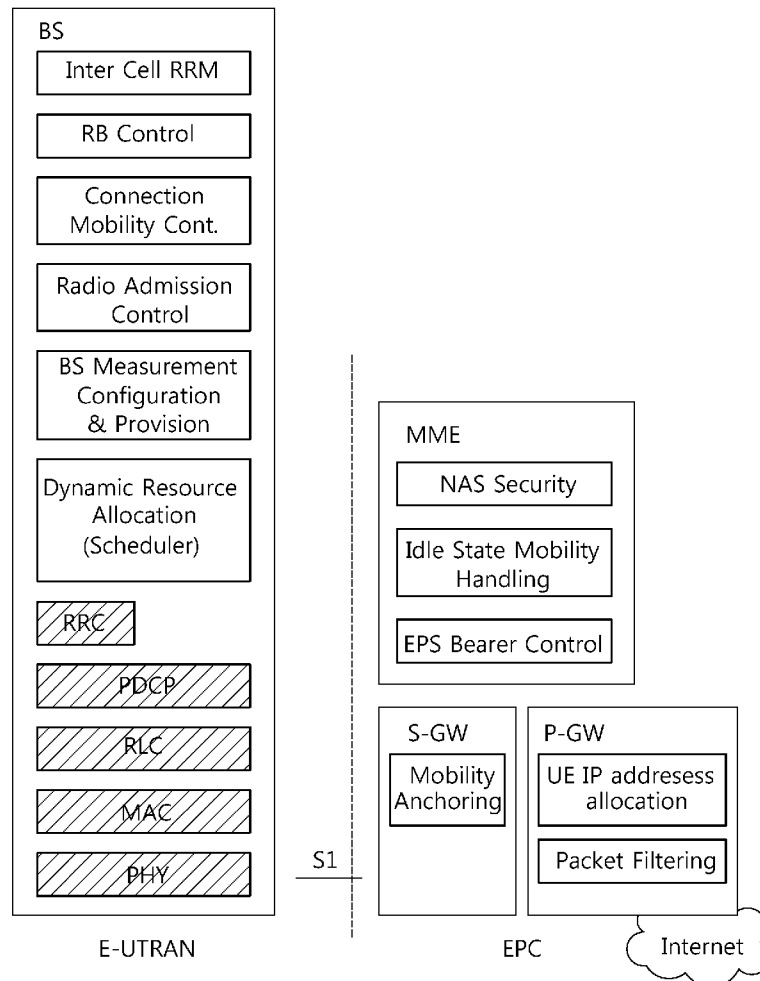 BS
Inter Cell RRM
RB Control
Connection
Mobility Cont.
Radio Admission
Control
BS Measurement
Configuration
& Provision
Dynamic Resource
Allocation
(Scheduler)
RRC
PDCP
RLC
MAC
PHY
S1
E-UTRAN
MME
NAS Security
Idle State Mobility
Handling
EPS Bearer Control
S-GW
Mobility
Anchoring
P-GW
UE IP addresess
allocation
Packet Filtering
EPC
Internet